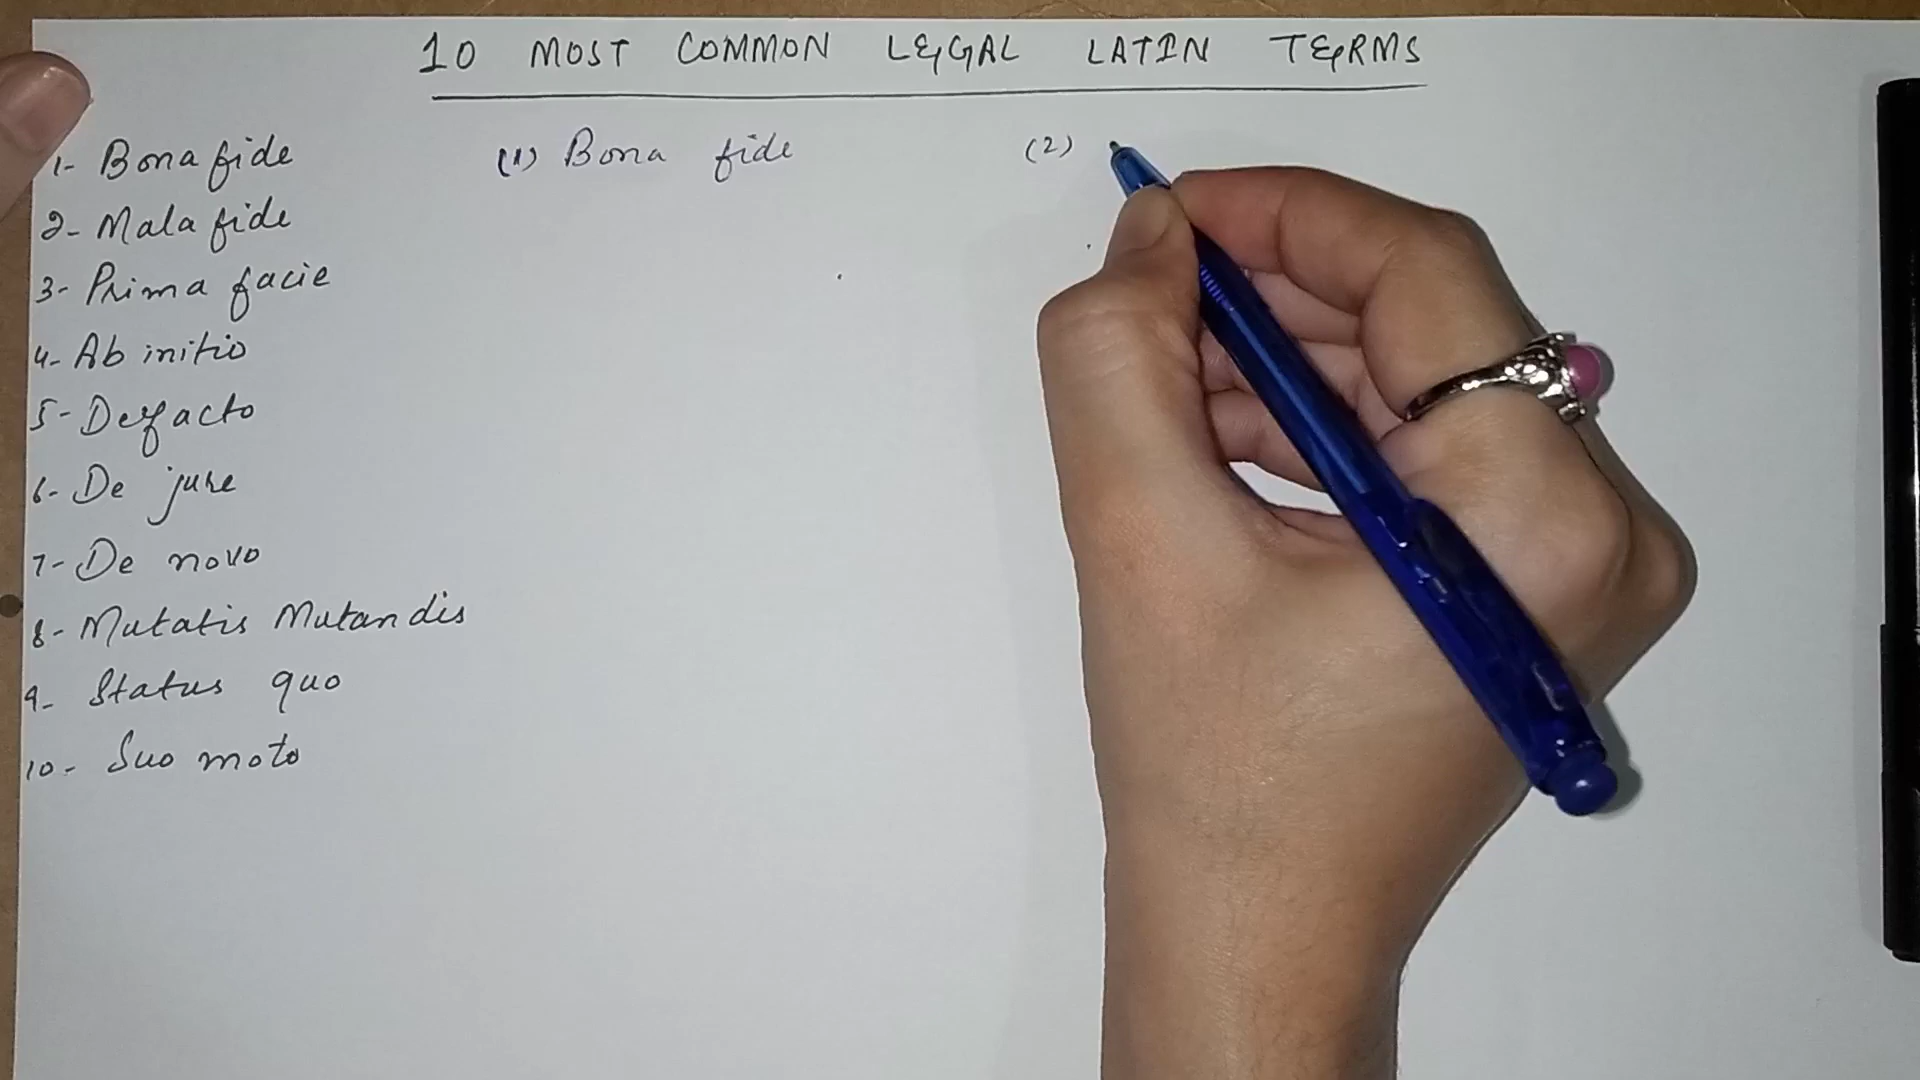 10 MOST COMMON LEGAL LATIN TERMS
1- Bona fide
2- Mala fide
3- Prima facie
4- Ab initio
5- Defacto
6- De jure
7- De novo
8- Mutatis Mutandis
9- Status quo
10- Suo moto
(1) Bona fide
(2)